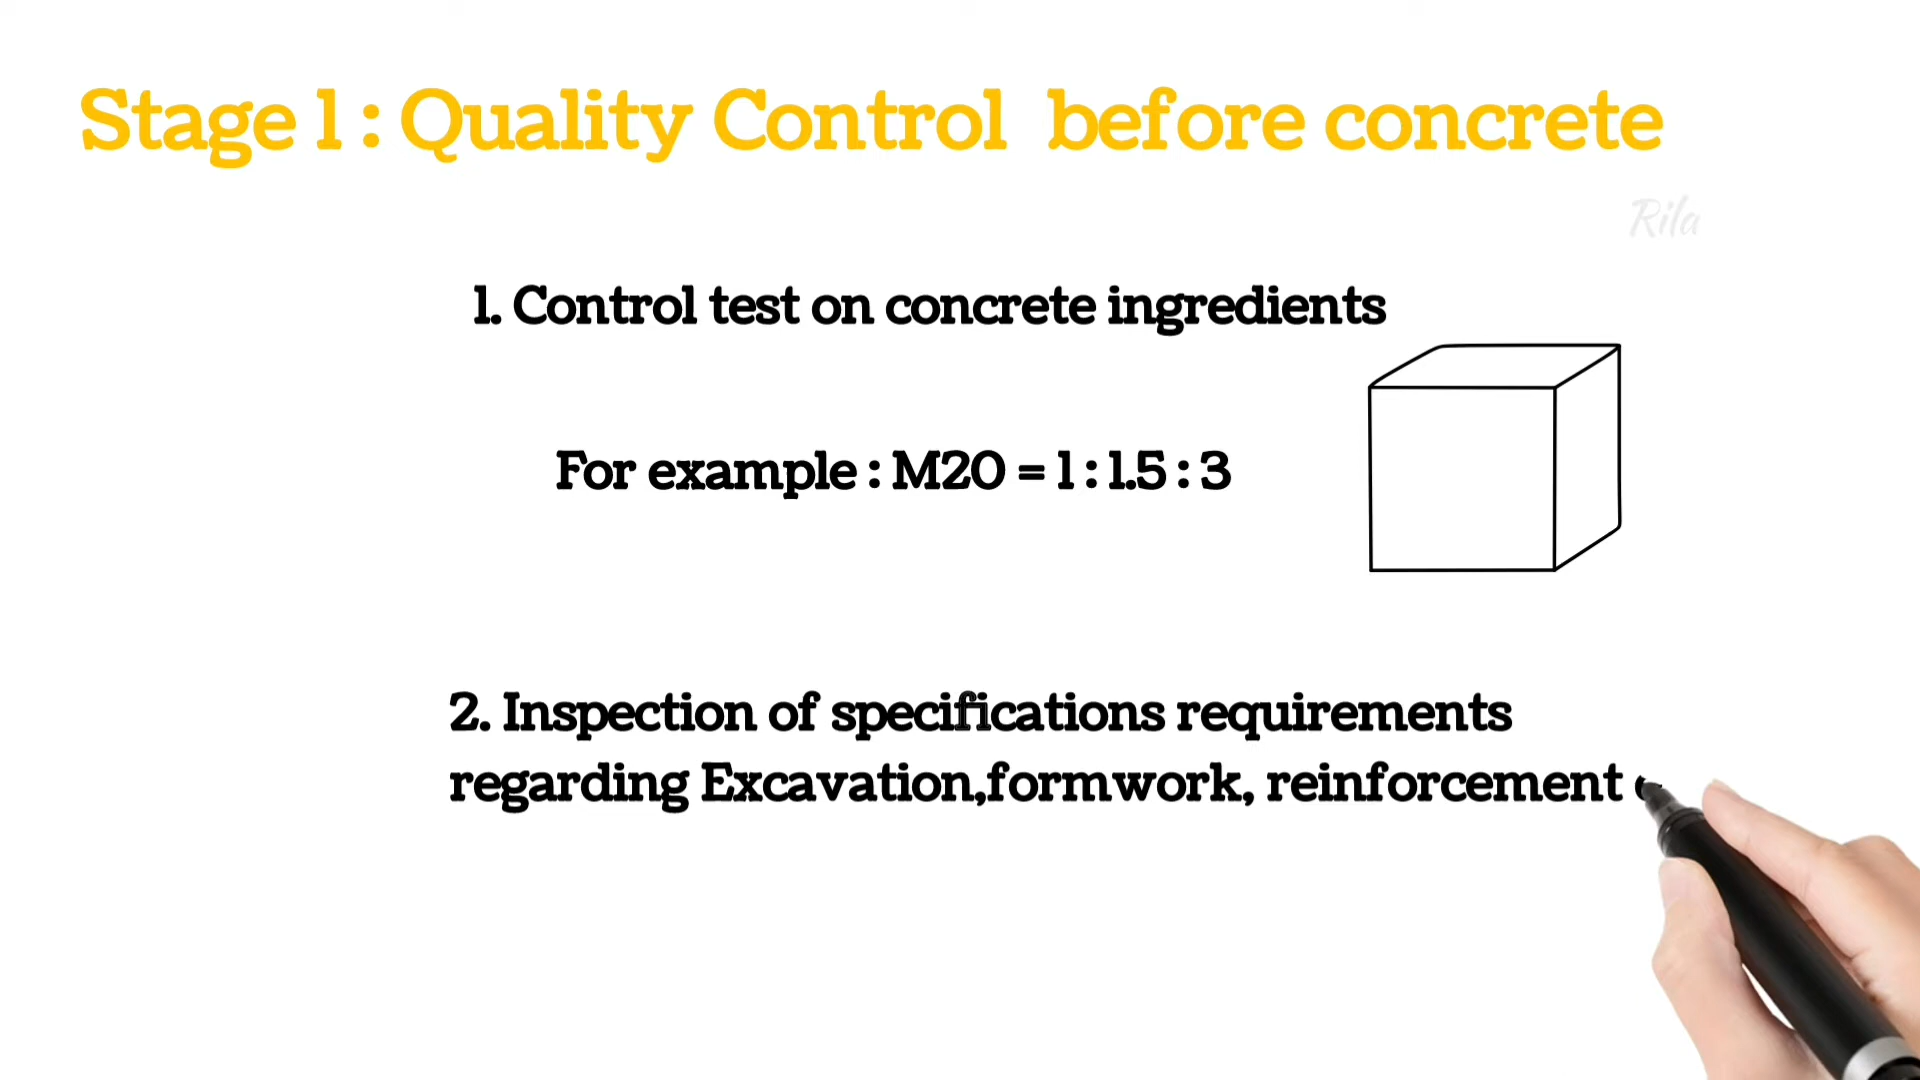 Stage 1 : Quality Control before concrete
Rila
1. Control test on concrete ingredients
For example : M20 = 1 : 1.5 : 3
2. Inspection of specifications requirements
regarding Excavation,formwork, reinforcement